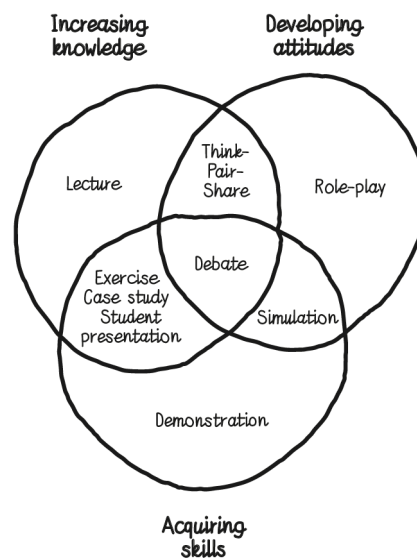 Increasing
knowledge
Developing
attitudes
Think-
Pair-
Share
Lecture
Role-play
Debate
Exercise
Case study
Student
presentation
Simulation
Demonstration
Acquiring
skills